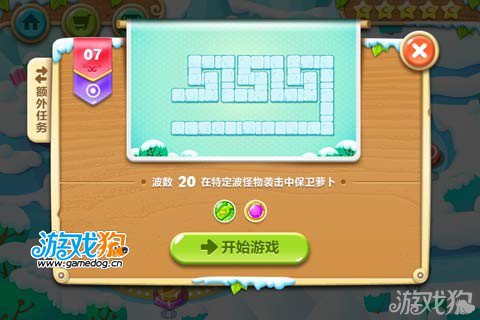 07
额外任务
波数 20 在特定波怪物袭击中保卫萝卜
开始游戏
游戏狗
www.gamedog.cn
游戏狗